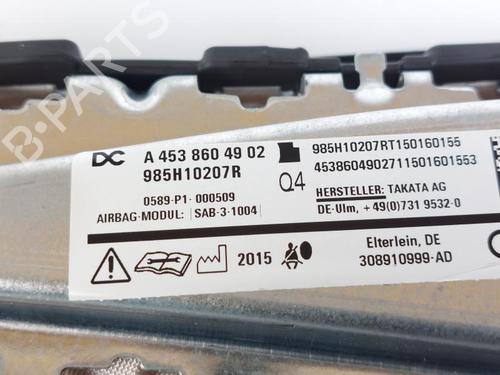 B-PARTS
DC A 453 860 49 02
985H10207R
0589-P1-000509
AIRBAG-MODUL: SAB-3-1004
2015
985H10207RT150160155
4538604902711501601553
Q4
HERSTELLER: TAKATA AG
DE-Ulm, +49(0)731 9532-0
Elterlein, DE
308910999-AD